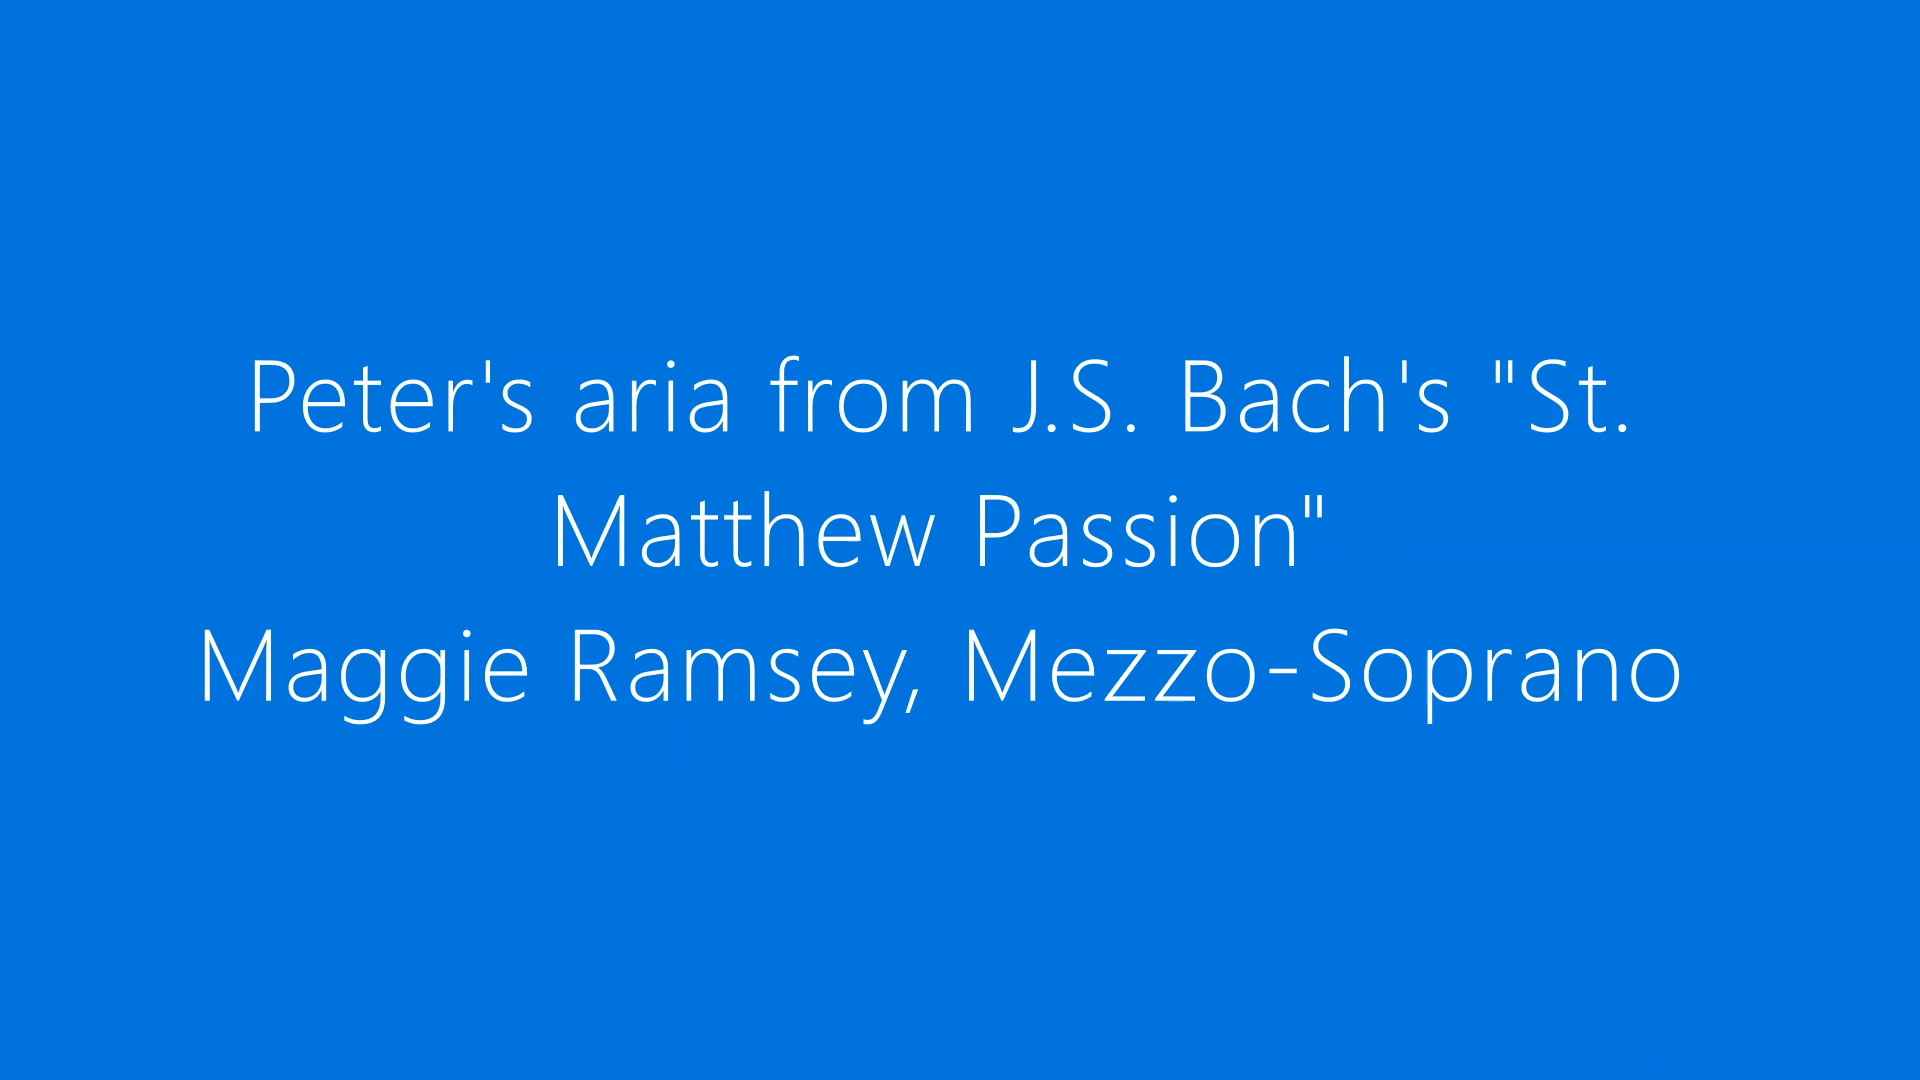 Peter's aria from J.S. Bach's "St.
Matthew Passion"
Maggie Ramsey, Mezzo-Soprano